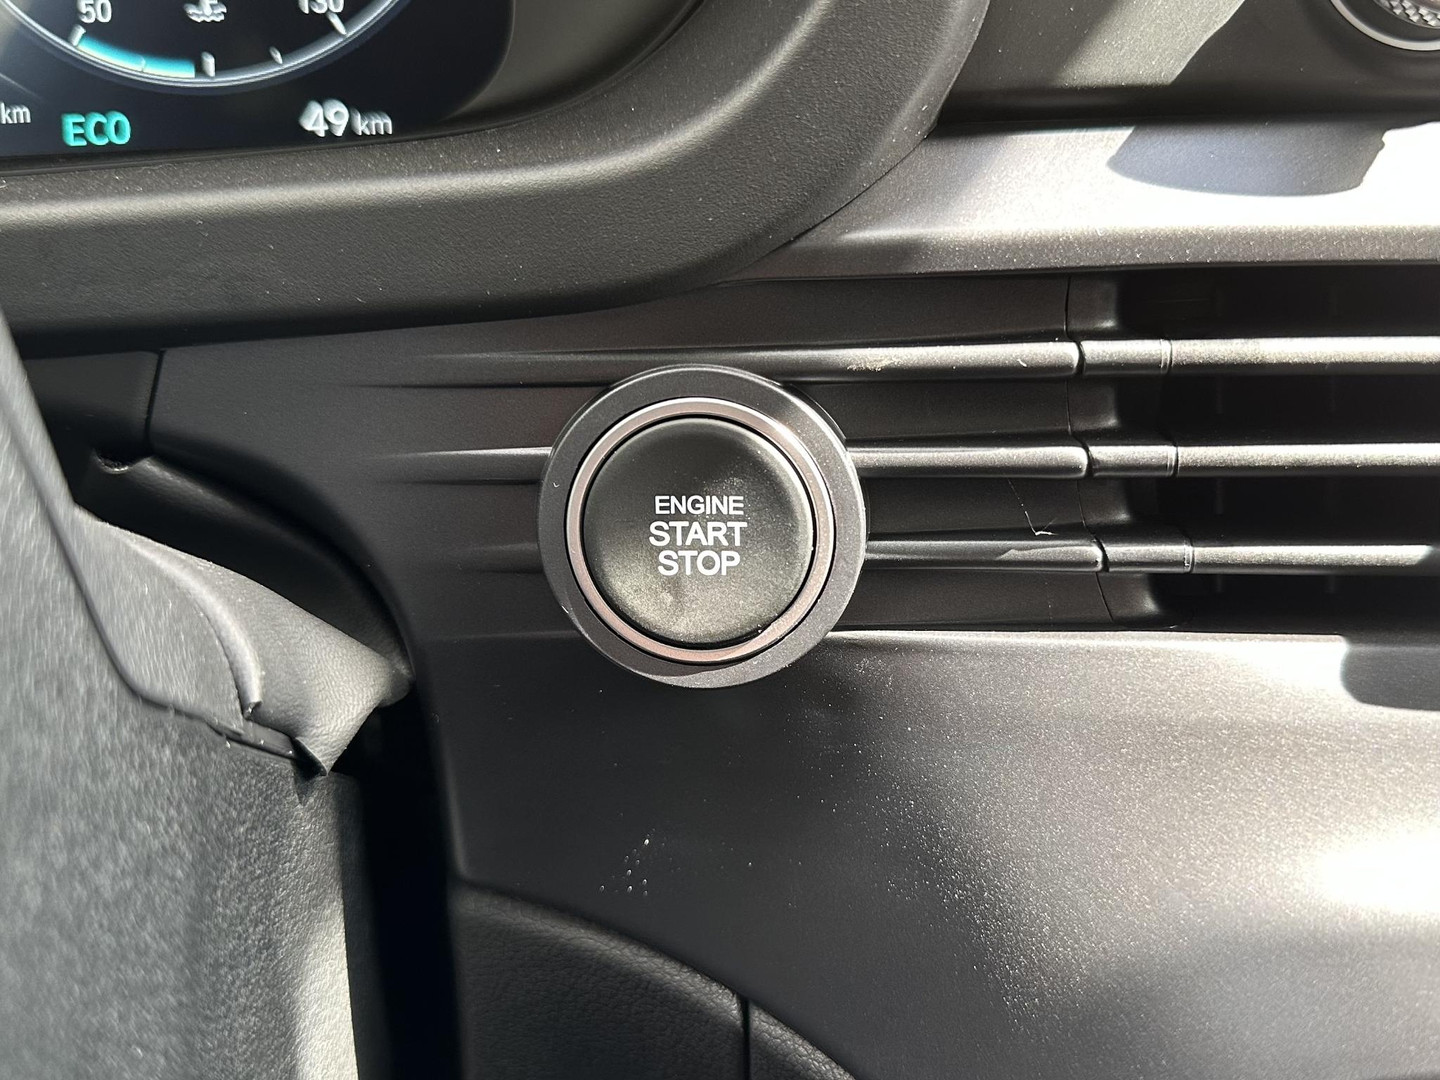 50
130
km
ECO
49 km
ENGINE
START
STOP